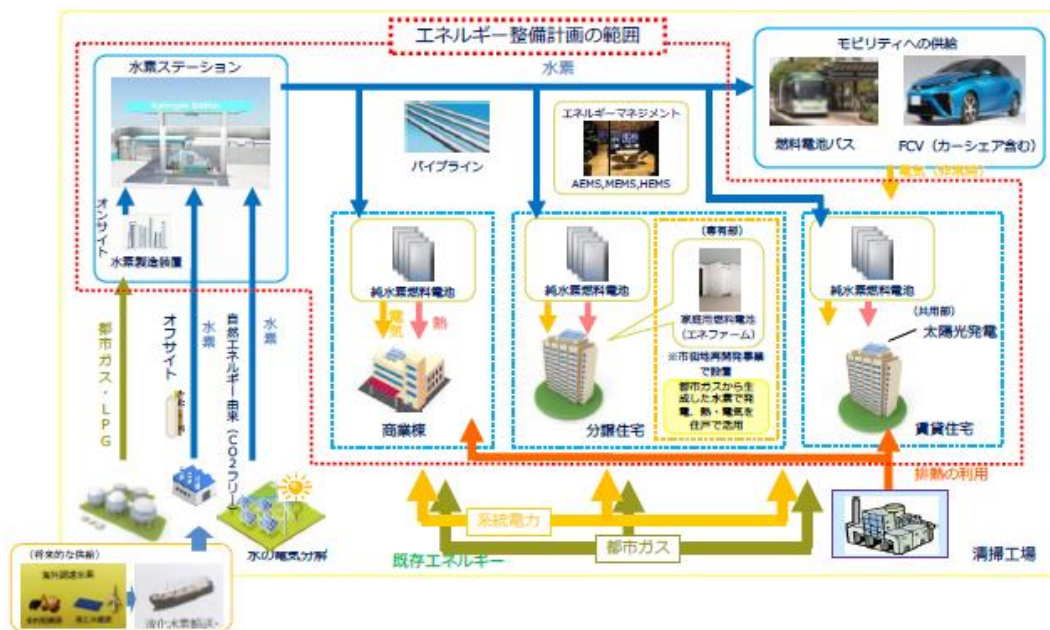 エネルギー整備計画の範囲
水素ステーション
水素
モビリティへの供給
パイプライン
エネルギーマネジメント
AEMS,MEMS,HEMS
燃料電池バス
FCV（カーシェア含む）
電気（非常時）
オンサイト
水素製造装置
純水素燃料電池
電気
熱
商業棟
純水素燃料電池
分譲住宅
（専有部）
家庭用燃料電池
（エネファーム）
※市街地再開発事業
で設置
都市ガスから生
成した水素で発
電、熱・電気を
住戸で活用
純水素燃料電池
（共用部）
太陽光発電
賃貸住宅
都市ガス・LPG
オフサイト
水素
自然エネルギー由来（CO2フリー）
水素
水の電気分解
排熱の利用
系統電力
都市ガス
既存エネルギー
清掃工場
（将来的な供給）
海外調達水素